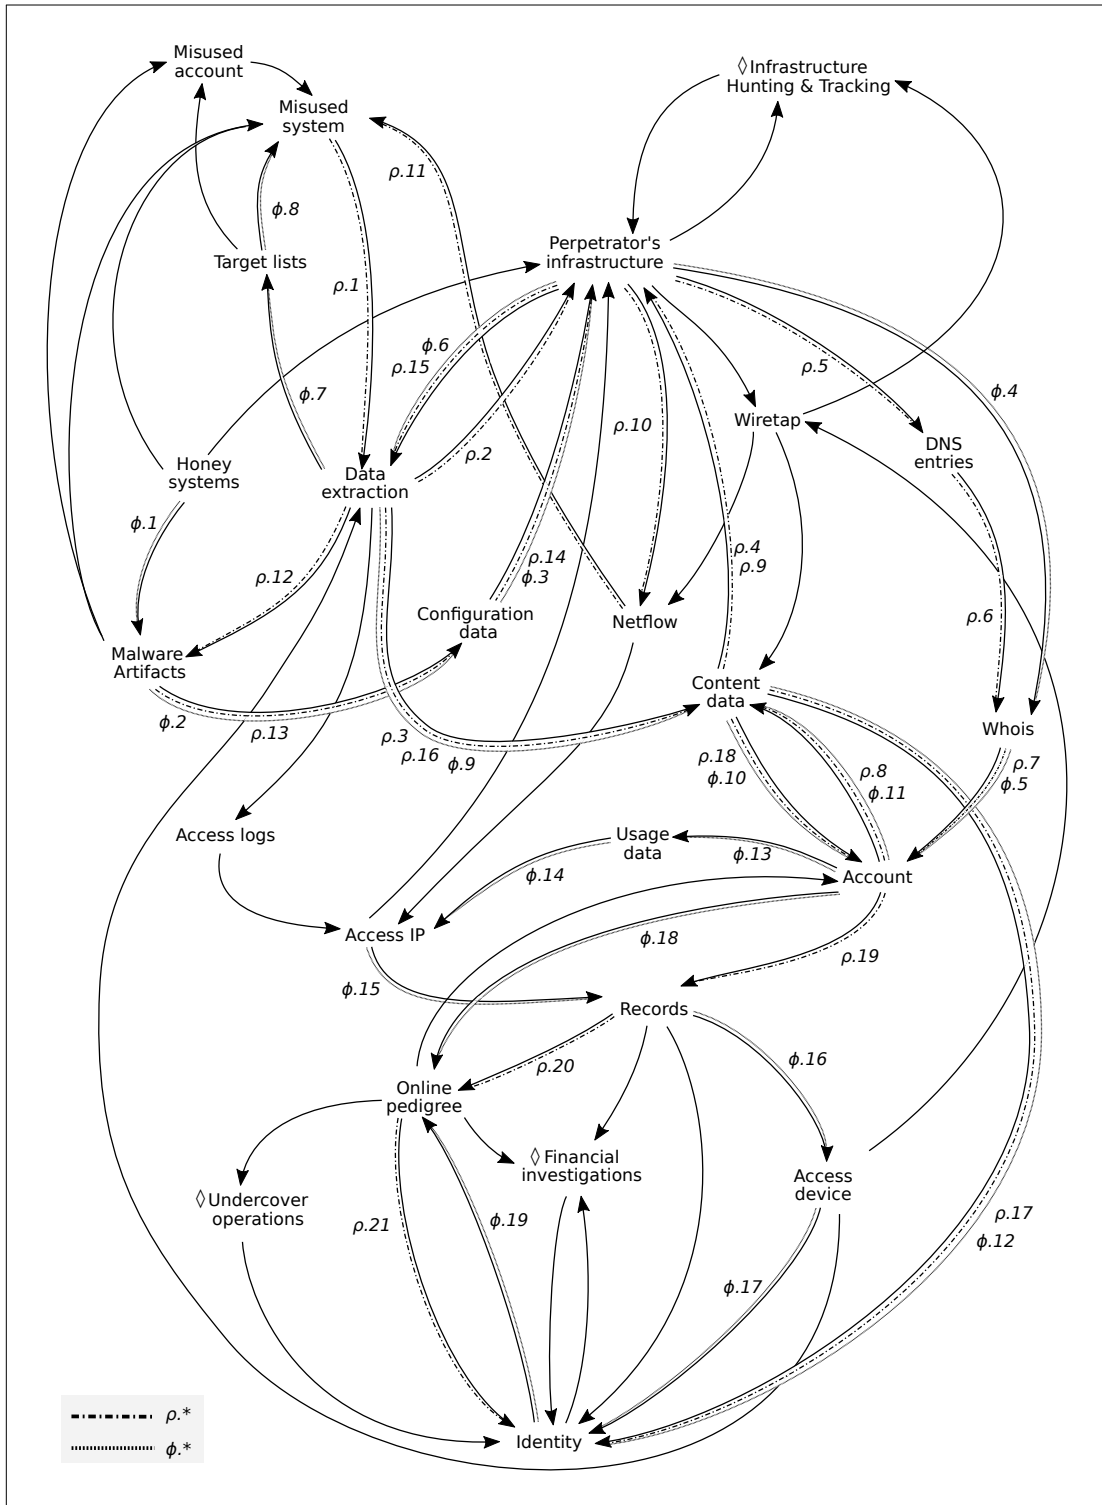 Misused
account
◊Infrastructure
Hunting & Tracking
Misused
system
ρ.11
ϕ.8
Perpetrator's
infrastructure
Target lists
ρ.1
ϕ.6
ρ.15
ρ.5
ϕ.4
ϕ.7
Wiretap
ρ.10
ρ.2
DNS
entries
Honey
systems
Data
extraction
ϕ.1
ρ.12
ρ.14
ϕ.3
ρ.4
ρ.9
Configuration
data
Netflow
ρ.6
Malware
Artifacts
Content
data
ϕ.2
ρ.13
ρ.3
ρ.16
ϕ.9
Whois
ρ.18
ϕ.10
ρ.8
ϕ.11
ρ.7
ϕ.5
Access logs
Usage
data
ϕ.13
ϕ.14
Account
Access IP
ϕ.18
ρ.19
ϕ.15
Records
ρ.20
ϕ.16
Online
pedigree
◊Financial
investigations
Access
device
◊Undercover
operations
ρ.21
ϕ.19
ρ.17
ϕ.12
ϕ.17
Identity
ρ.*
ϕ.*